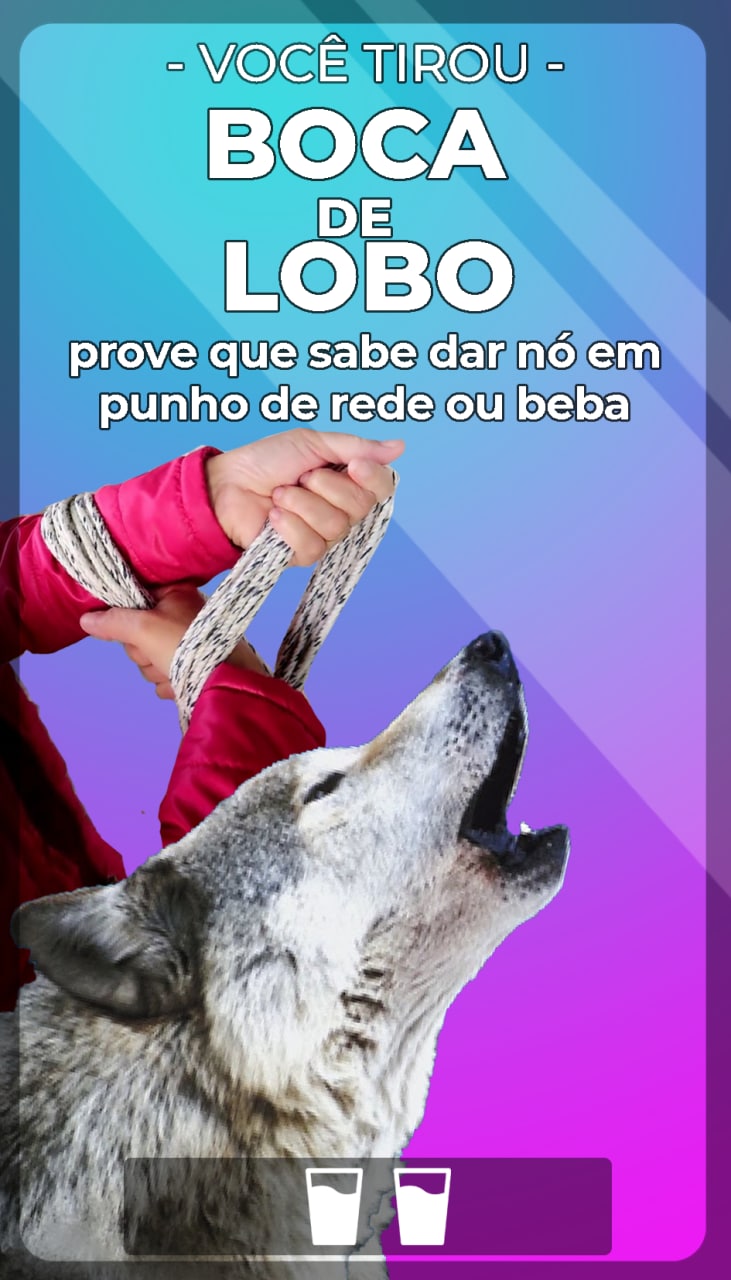 - VOCÊ TIROU -
BOCA
DE
LOBO
prove que sabe dar nó em
punho de rede ou beba